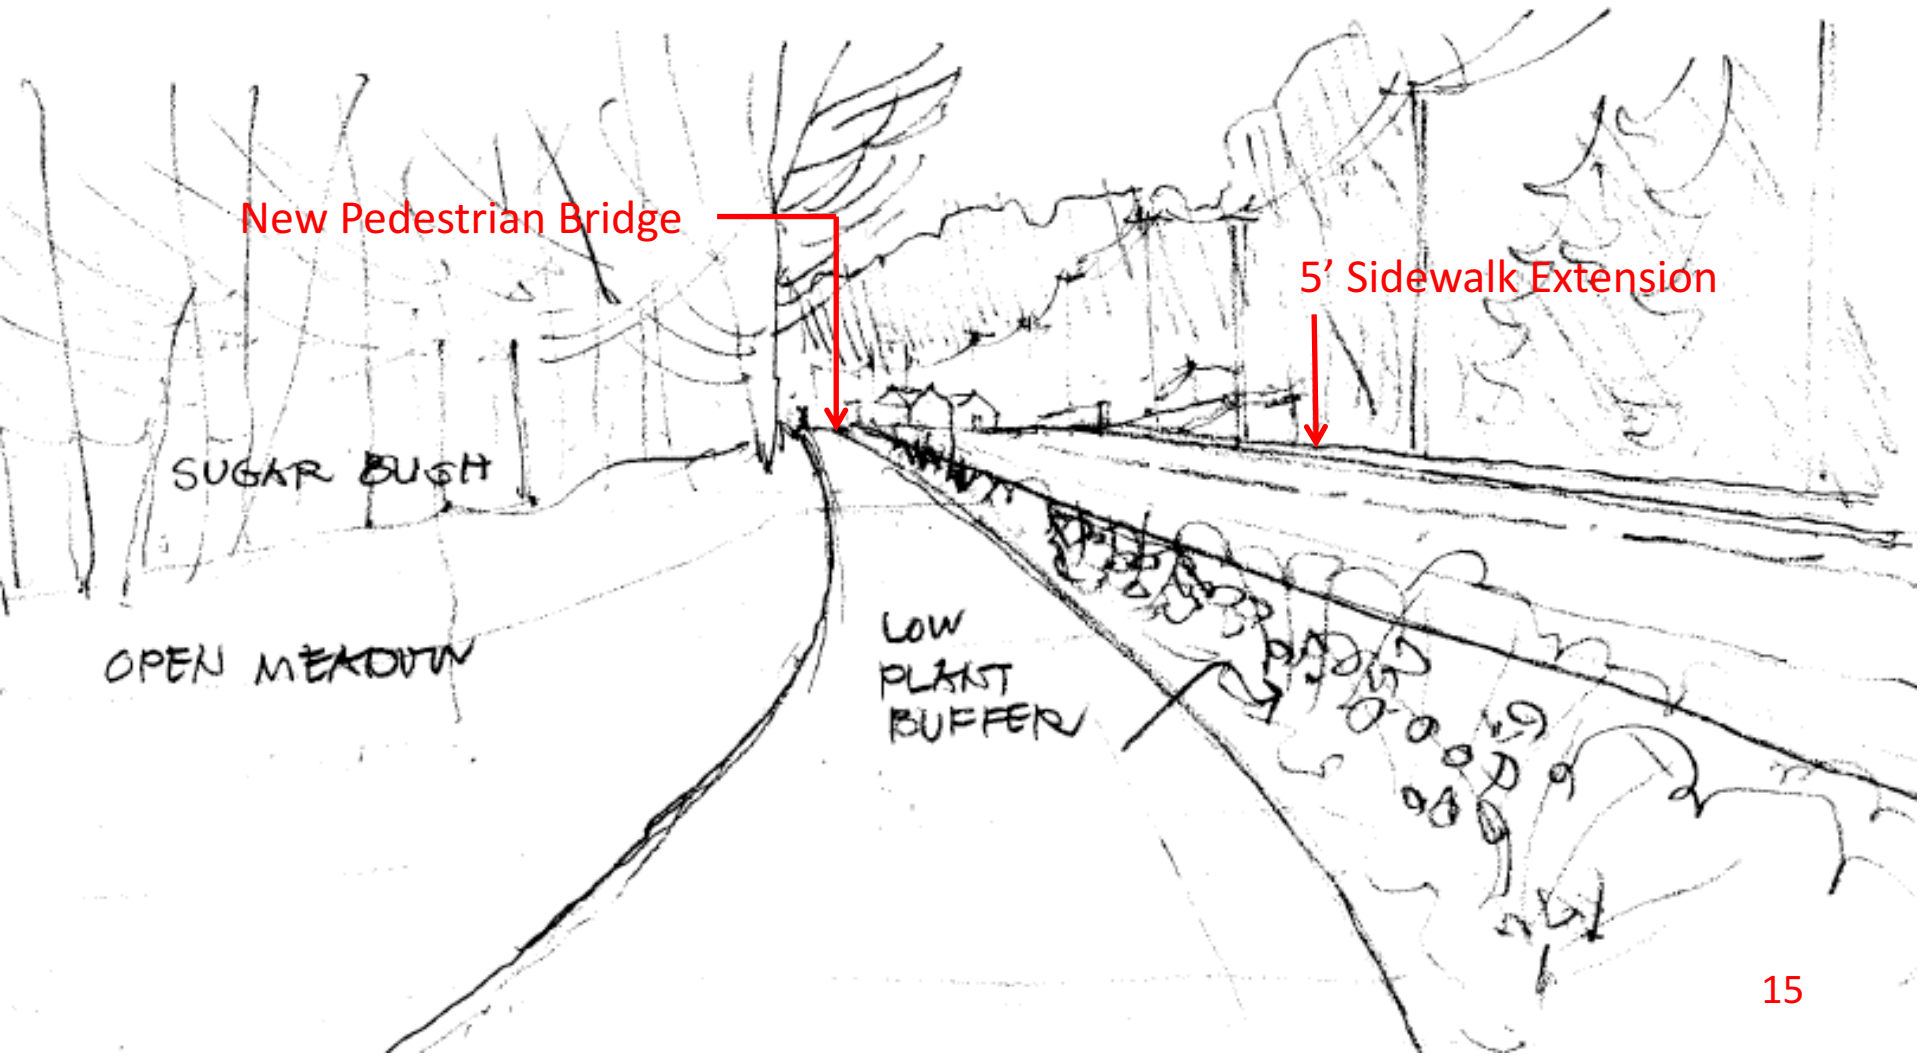 New Pedestrian Bridge
5’ Sidewalk Extension
SUGAR BUSH
OPEN MEADOW
LOW
PLANT
BUFFER
15